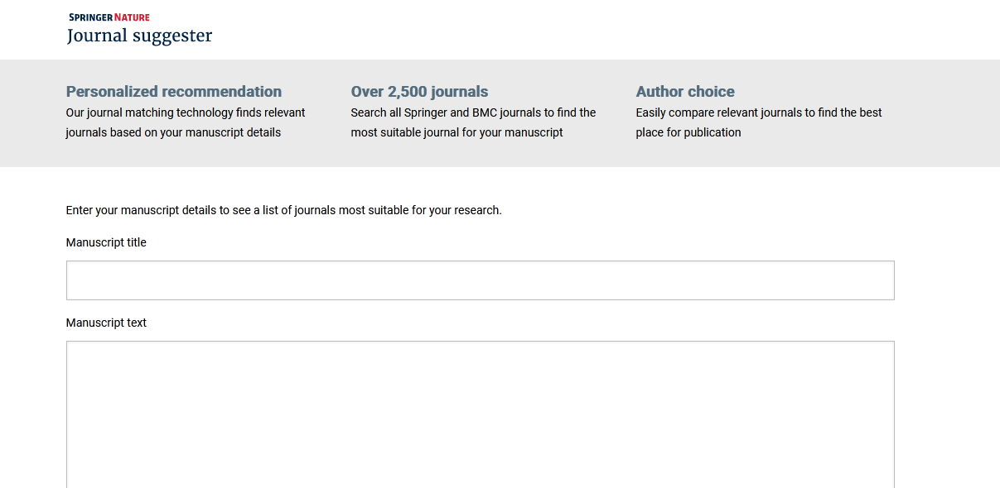 SPRINGER NATURE
Journal suggester
Personalized recommendation
Our journal matching technology finds relevant
journals based on your manuscript details
Over 2,500 journals
Search all Springer and BMC journals to find the
most suitable journal for your manuscript
Author choice
Easily compare relevant journals to find the best
place for publication
Enter your manuscript details to see a list of journals most suitable for your research.
Manuscript title
Manuscript text